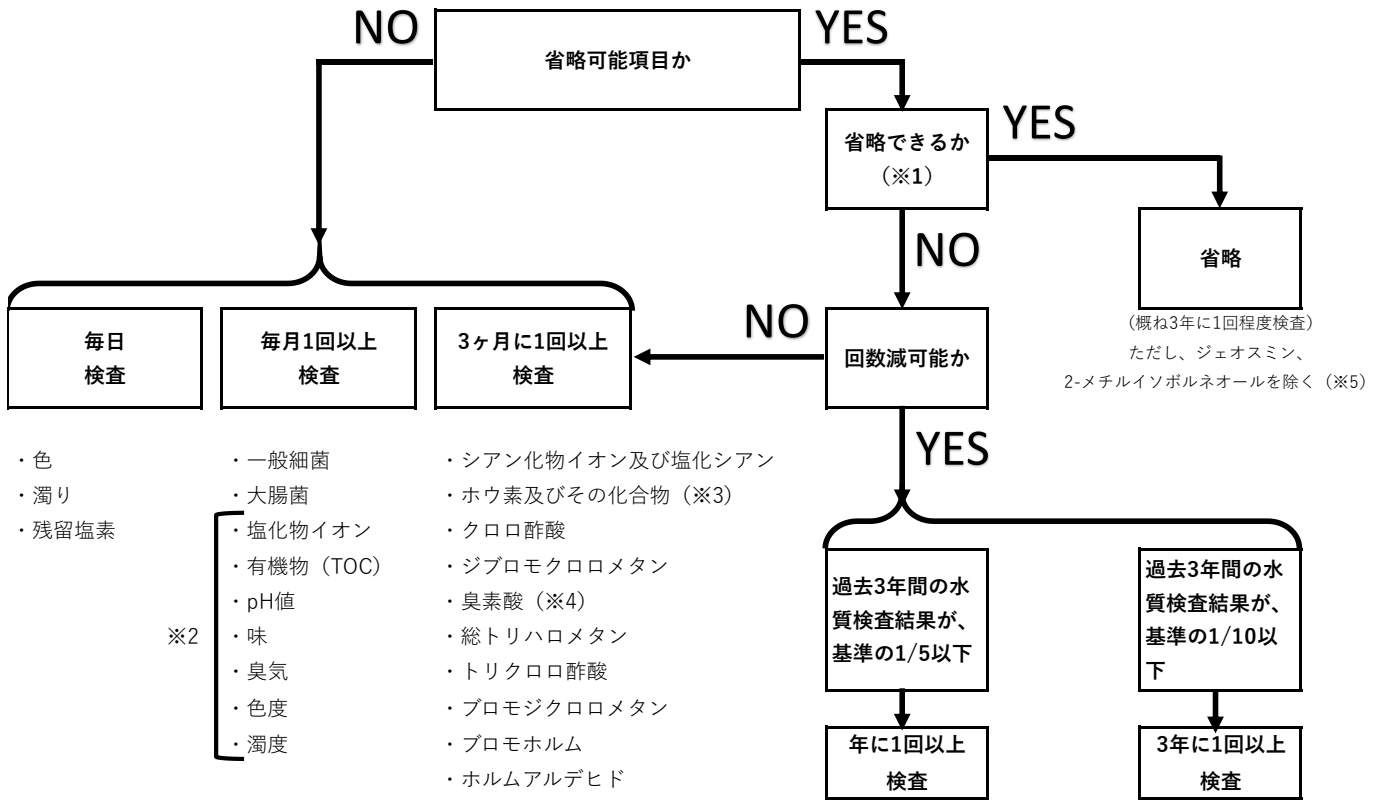 NO
省略可能項目か
YES
省略できるか
（※1）
YES
NO
省略
（概ね3年に1回程度検査）
ただし、ジェオスミン、
2-メチルイソボルネオールを除く（※5）
毎日
検査
毎月1回以上
検査
3ヶ月に1回以上
検査
NO
回数減可能か
YES
・色
・濁り
・残留塩素
・一般細菌
・大腸菌
※2
・塩化物イオン
・有機物（TOC）
・pH値
・味
・臭気
・色度
・濁度
・シアン化物イオン及び塩化シアン
・ホウ素及びその化合物（※3）
・クロロ酢酸
・ジブロモクロロメタン
・臭素酸（※4）
・総トリハロメタン
・トリクロロ酢酸
・ブロモジクロロメタン
・ブロモホルム
・ホルムアルデヒド
過去3年間の水
質検査結果が、
基準の1/5以下
過去3年間の水
質検査結果が、
基準の1/10以
下
年に1回以上
検査
3年に1回以上
検査